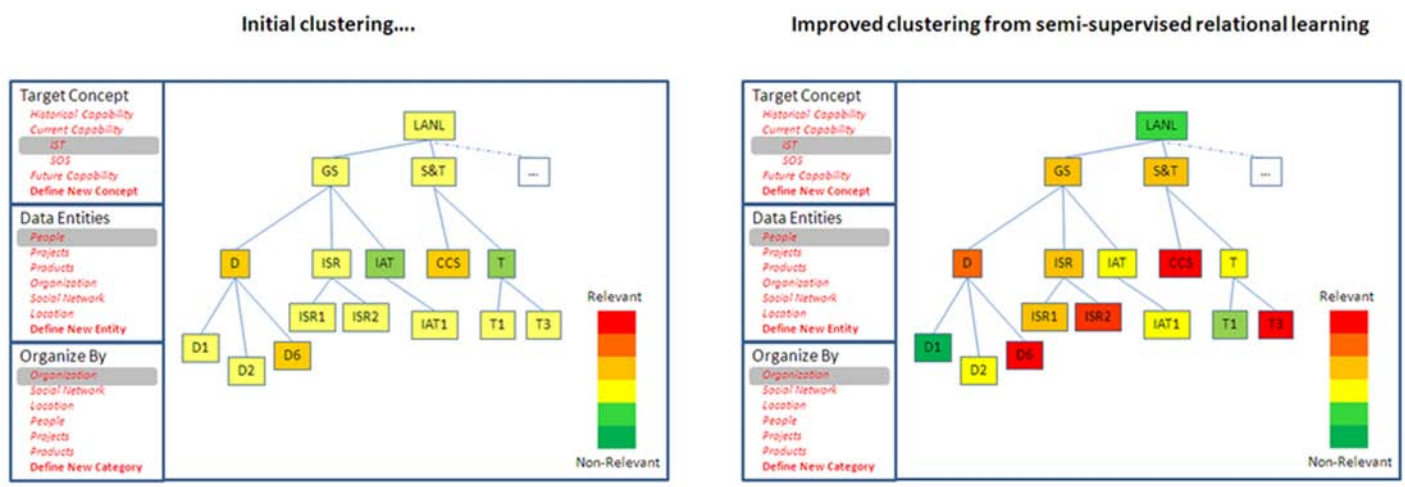 Initial clustering....
Improved clustering from semi-supervised relational learning
Target Concept
Historical Capability
Current Capability
IST
SOS
Future Capability
Define New Concept
Data Entities
People
Projects
Products
Organization
Social Network
Location
Define New Entity
Organize By
Organization
Social Network
Location
People
Projects
Products
Define New Category
LANL
GS
S&T
...
D
ISR
IAT
CCS
T
ISR1
ISR2
IAT1
T1
T3
D1
D2
D6
Relevant
Non-Relevant
Target Concept
Historical Capability
Current Capability
IST
SOS
Future Capability
Define New Concept
Data Entities
People
Projects
Products
Organization
Social Network
Location
Define New Entity
Organize By
Organization
Social Network
Location
People
Projects
Products
Define New Category
LANL
GS
S&T
...
D
ISR
IAT
CCS
T
ISR1
ISR2
IAT1
T1
T3
D1
D2
D6
Relevant
Non-Relevant